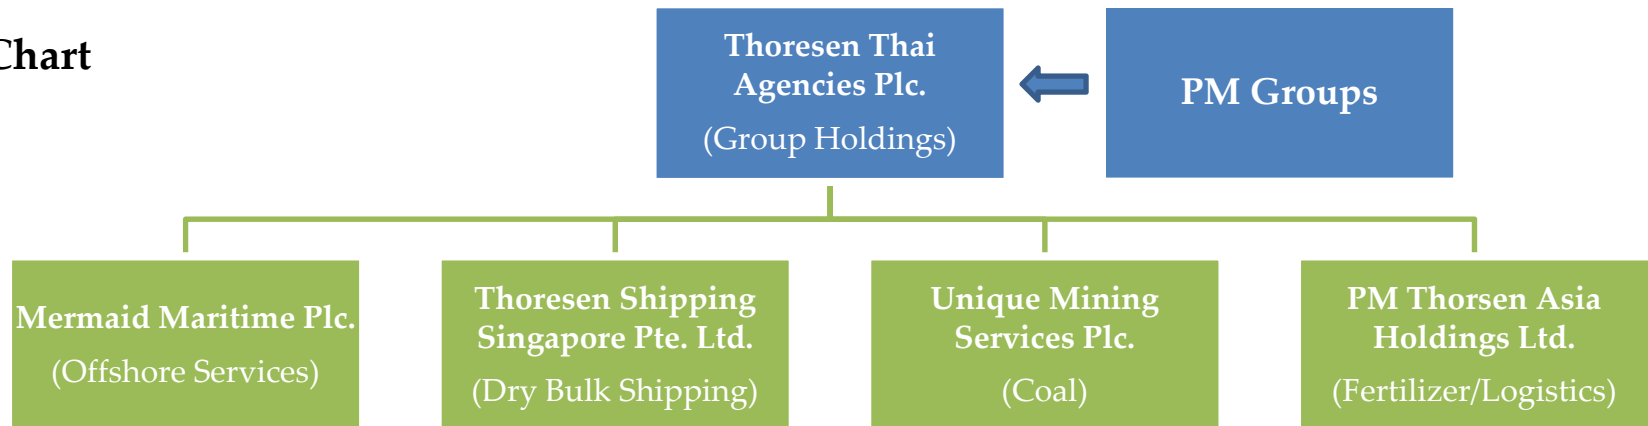 Chart
Thoresen Thai
Agencies Plc.
(Group Holdings)
PM Groups
Mermaid Maritime Plc.
(Offshore Services)
Thoresen Shipping
Singapore Pte. Ltd.
(Dry Bulk Shipping)
Unique Mining
Services Plc.
(Coal)
PM Thorsen Asia
Holdings Ltd.
(Fertilizer/Logistics)